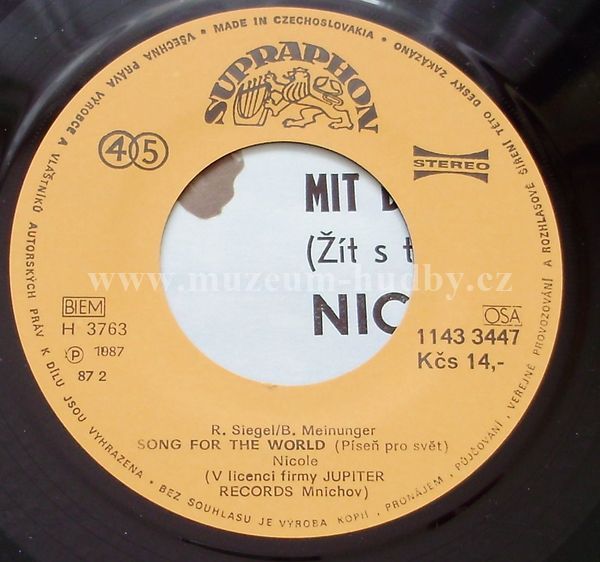 VŠECHNA PRÁVA VÝROBCE A VLASTNÍKŮ AUTORSKÝCH PRÁV K DÍLU JSOU VYHRAZENA • BEZ SOUHLASU JE VÝROBA KOPIÍ, PRONÁJEM, PŮJČOVÁNÍ, VEŘEJNÉ PROVOZOVÁNÍ A ROZHLASOVÉ ŠÍŘENÍ TÉTO DESKY ZAKÁZÁNO • MADE IN CZECHOSLOVAKIA •
SUPRAPHON
45
STEREO
MIT
(Žít s t
NIC
www.muzeum-hudby.cz
BIEM
H 3763
Ⓟ 1987
87 2
OSA
1143 3447
Kčs 14,-
R. Siegel/B. Meinunger
SONG FOR THE WORLD (Píseň pro svět)
Nicole
(V licenci firmy JUPITER
RECORDS Mnichov)